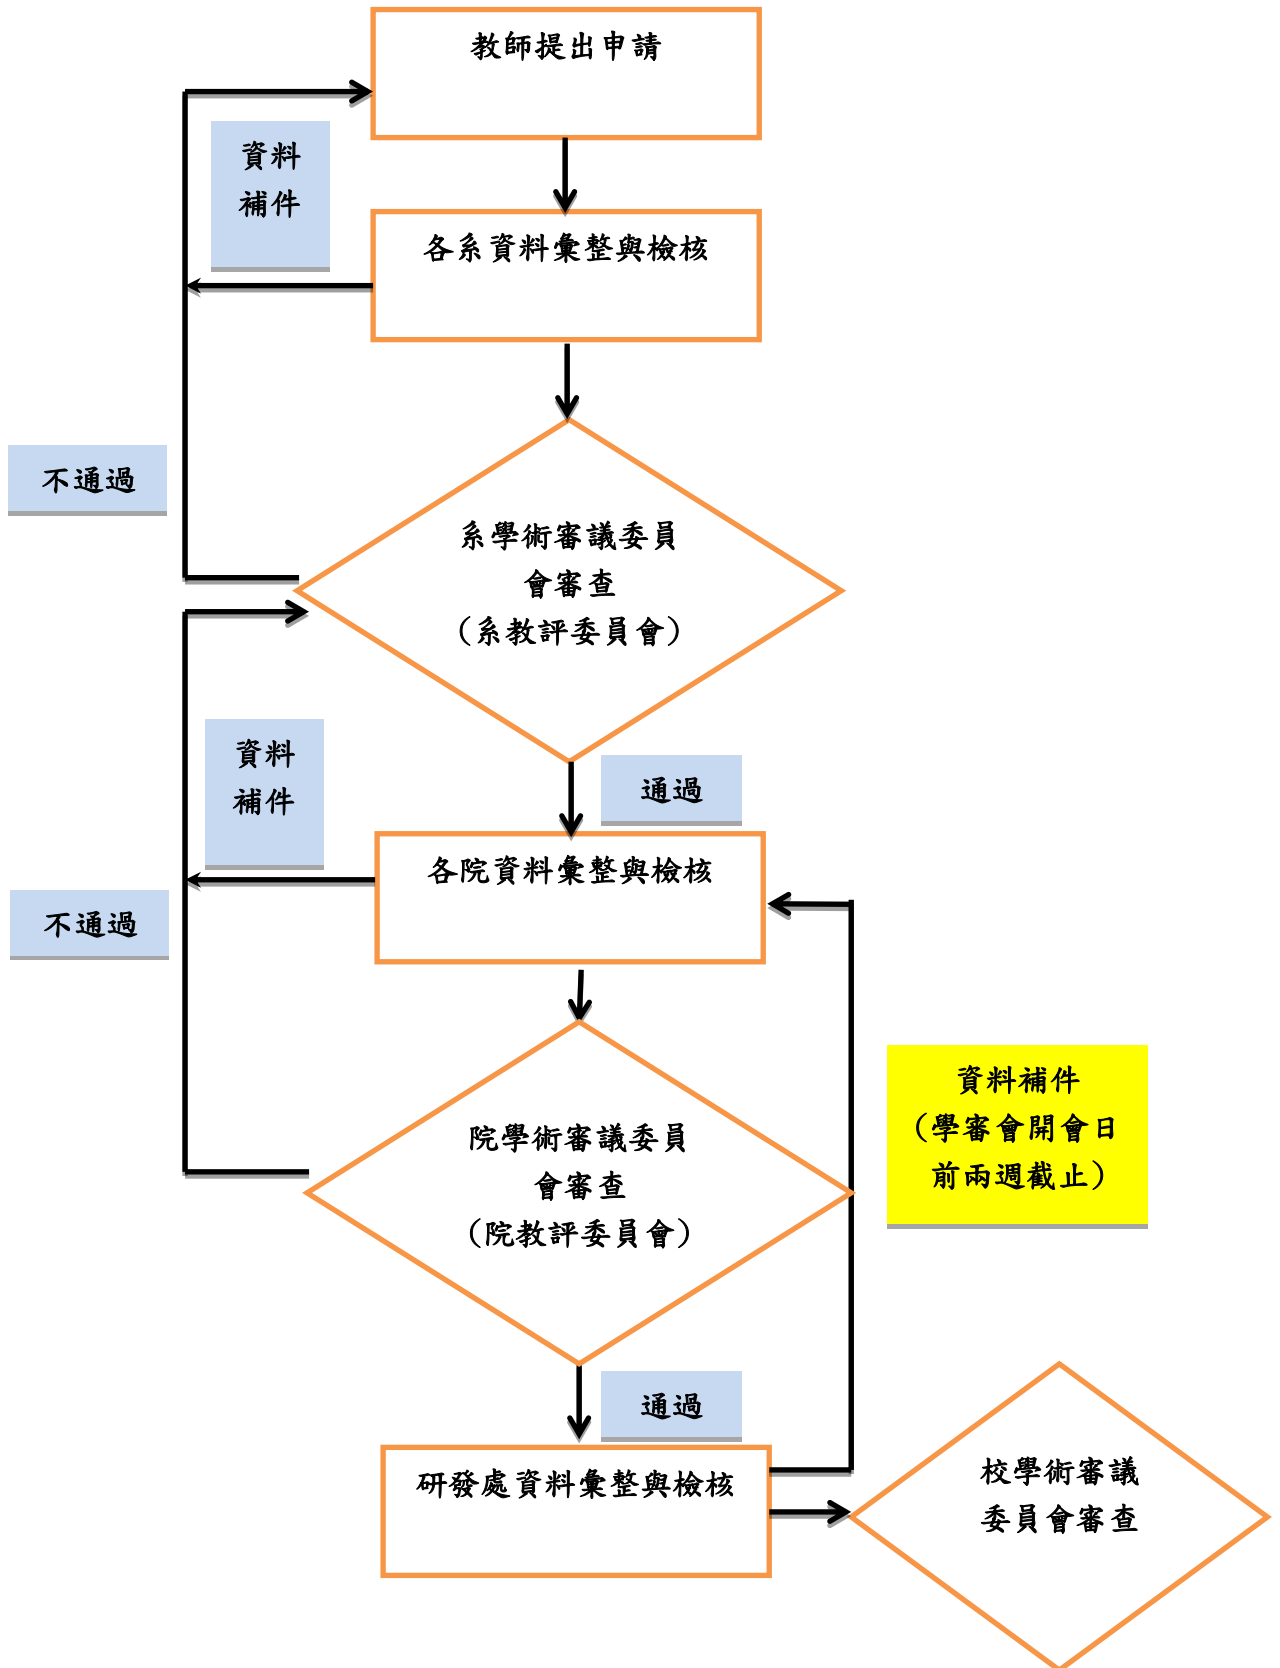 教師提出申請
資料
補件
各系資料彙整與檢核
不通過
系學術審議委員
會審查
（系教評委員會）
資料
補件
通過
各院資料彙整與檢核
不通過
資料補件
（學審會開會日
前兩週截止）
院學術審議委員
會審查
（院教評委員會）
通過
研發處資料彙整與檢核
校學術審議
委員會審查